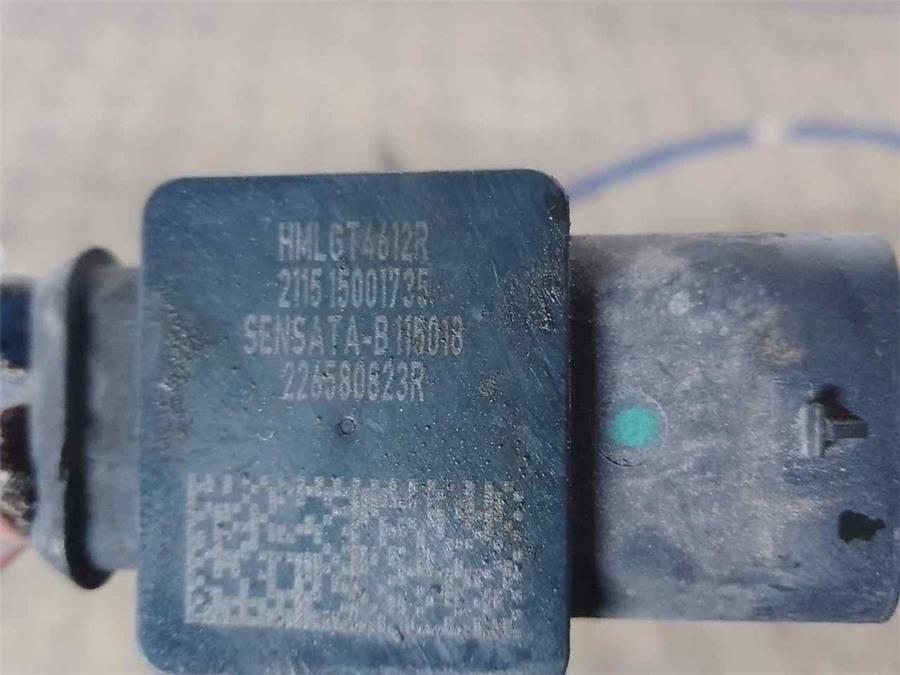 HMLGT4612R
2115 15001735
SENSATA-B 115018
226580823R